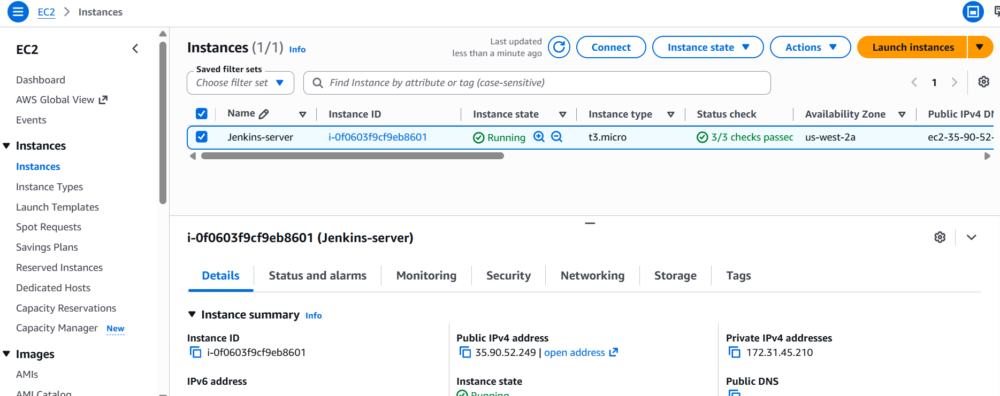 EC2 > Instances
EC2
Dashboard
AWS Global View
Events
Instances
Instances
Instance Types
Launch Templates
Spot Requests
Savings Plans
Reserved Instances
Dedicated Hosts
Capacity Reservations
Capacity Manager New
Images
AMIs
AMI Catalog
Instances (1/1) Info
Last updated
less than a minute ago
Connect
Instance state
Actions
Launch instances
Saved filter sets
Choose filter set
Find Instance by attribute or tag (case-sensitive)
1
Name Instance ID Instance state Instance type Status check Availability Zone Public IPv4
Jenkins-server i-0f0603f9cf9eb8601 Running t3.micro 3/3 checks passed us-west-2a ec2-35-90-52-
i-0f0603f9cf9eb8601 (Jenkins-server)
Details Status and alarms Monitoring Security Networking Storage Tags
Instance summary Info
Instance ID Public IPv4 address Private IPv4 addresses
i-0f0603f9cf9eb8601 35.90.52.249 | open address 172.31.45.210
IPv6 address Instance state Public DNS
Running